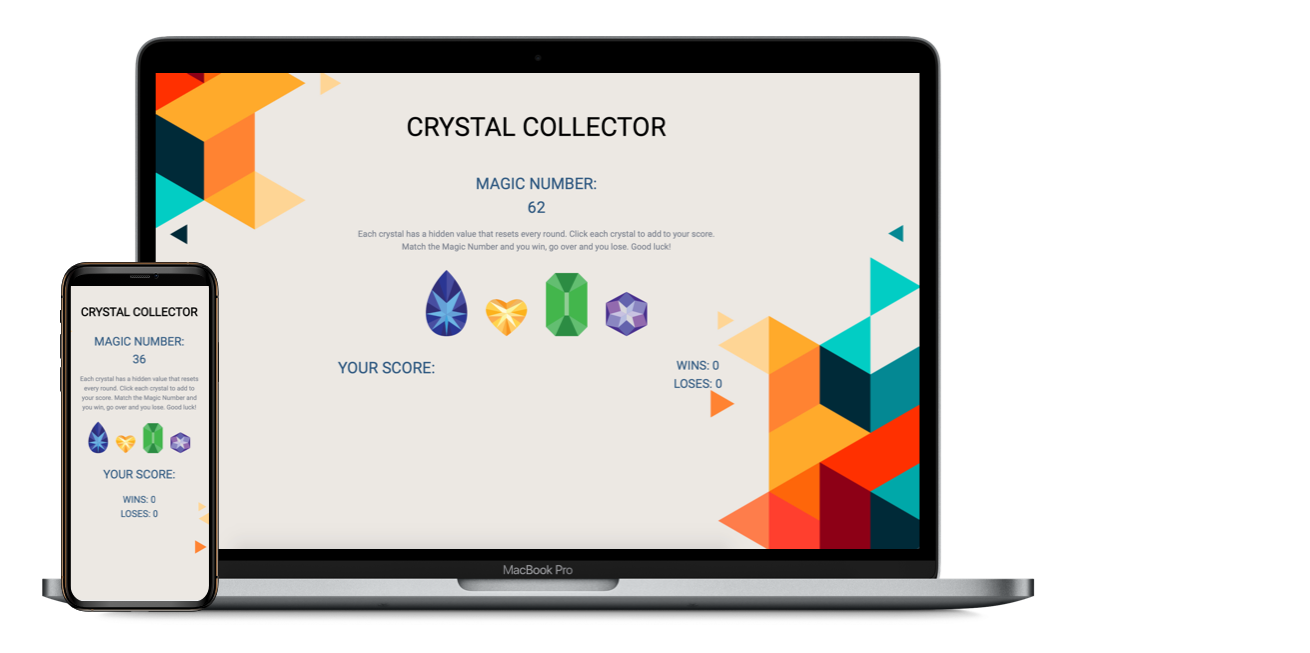 CRYSTAL COLLECTOR
MAGIC NUMBER:
62
Each crystal has a hidden value that resets every round. Click each crystal to add to your score.
Match the Magic Number and you win, go over and you lose. Good luck!
YOUR SCORE:
WINS: 0
LOSES: 0
MacBook Pro
CRYSTAL COLLECTOR
MAGIC NUMBER:
36
Each crystal has a hidden value that resets
every round. Click each crystal to add to
your score. Match the Magic Number and
you win, go over and you lose. Good luck!
YOUR SCORE:
WINS: 0
LOSES: 0